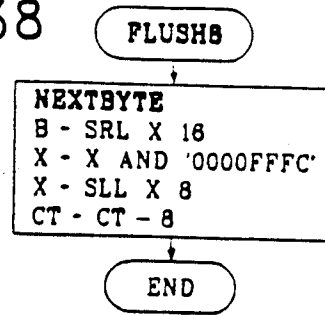 38
FLUSH8
NEXTBYTE
B - SRL X 16
X - X AND '0000FFFC'
X - SLL X 8
CT - CT - 8
END